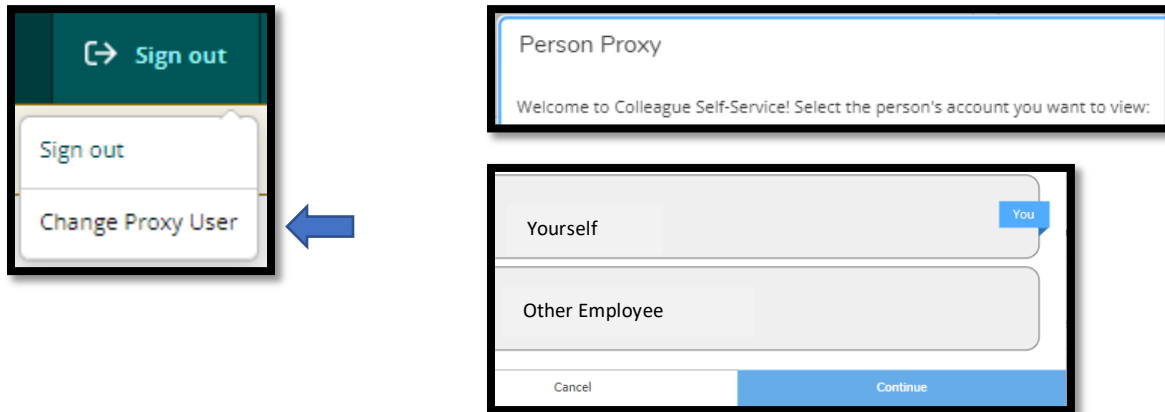 Sign out
Sign out
Change Proxy User
Person Proxy
Welcome to Colleague Self-Service! Select the person's account you want to view:
Yourself
You
Other Employee
Cancel
Continue